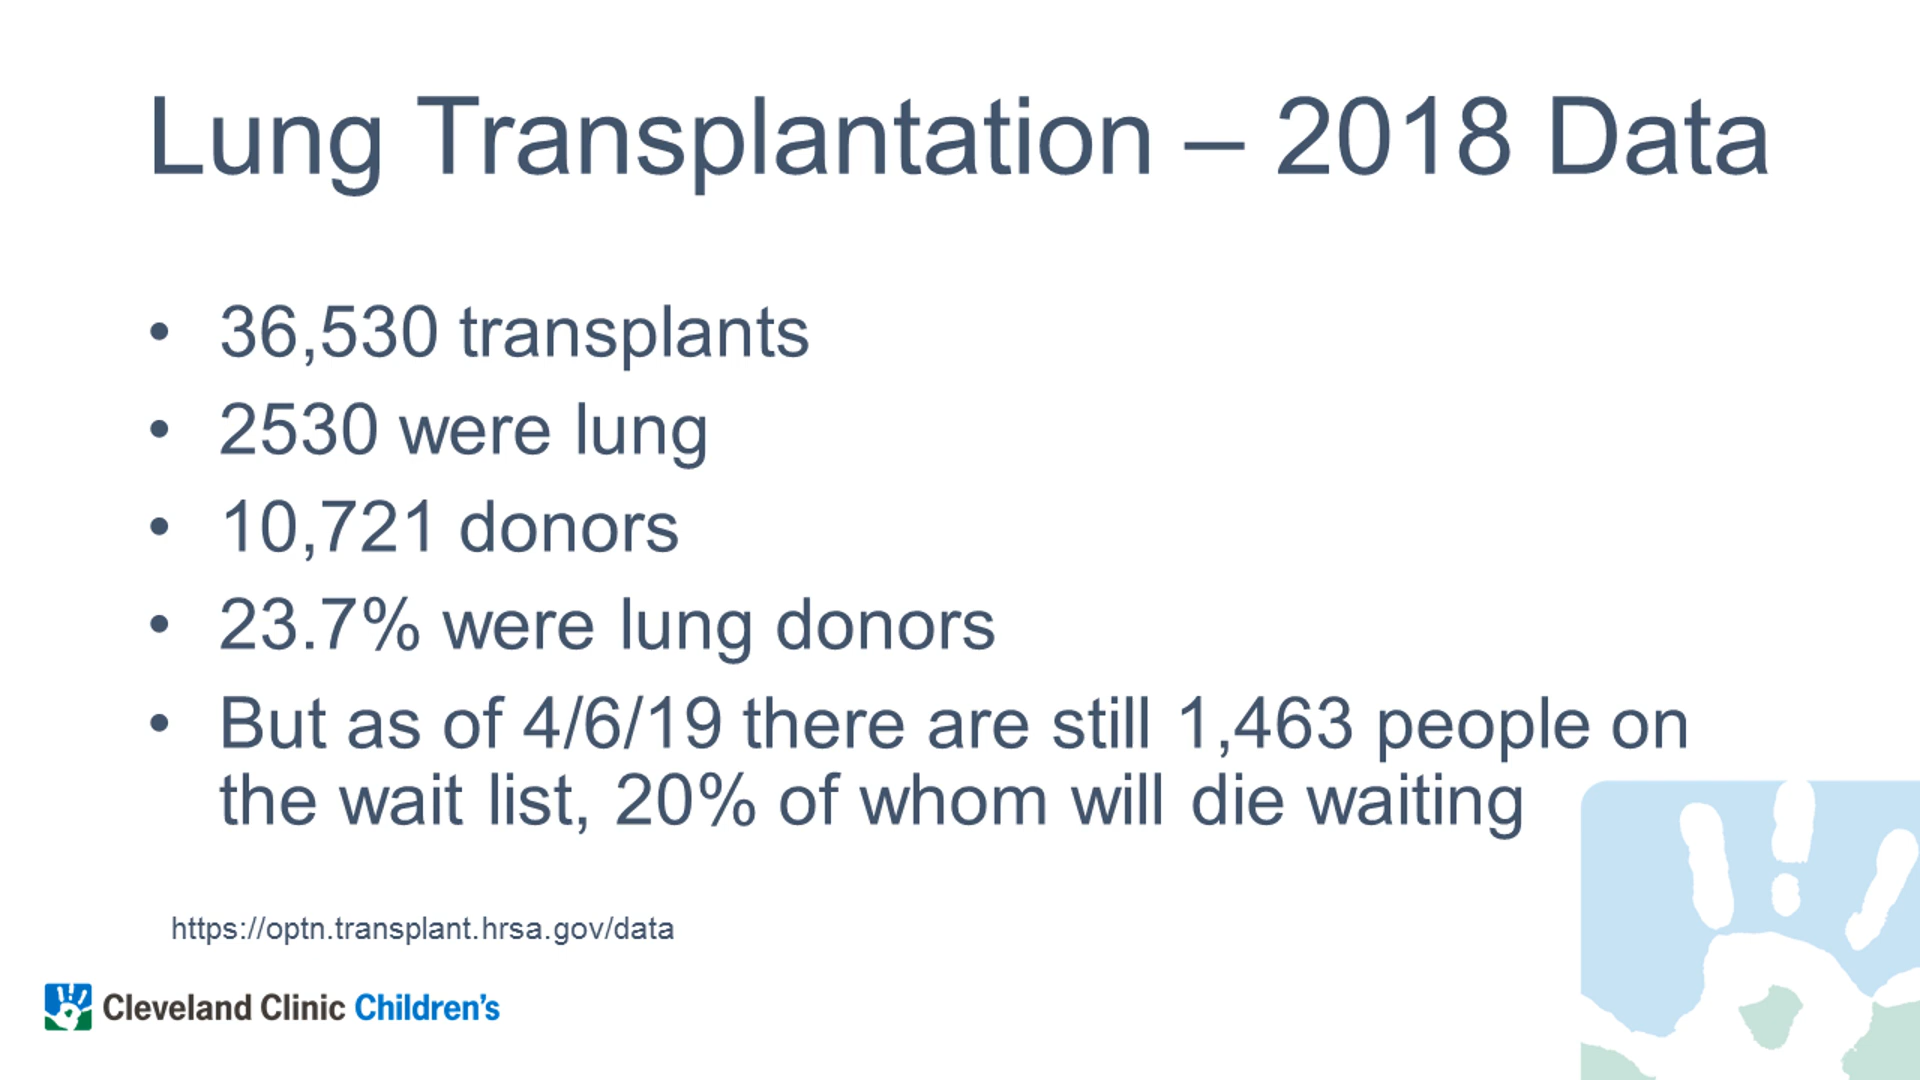 Lung Transplantation – 2018 Data
• 36,530 transplants
• 2530 were lung
• 10,721 donors
• 23.7% were lung donors
• But as of 4/6/19 there are still 1,463 people on
the wait list, 20% of whom will die waiting
https://optn.transplant.hrsa.gov/data
Cleveland Clinic Children's